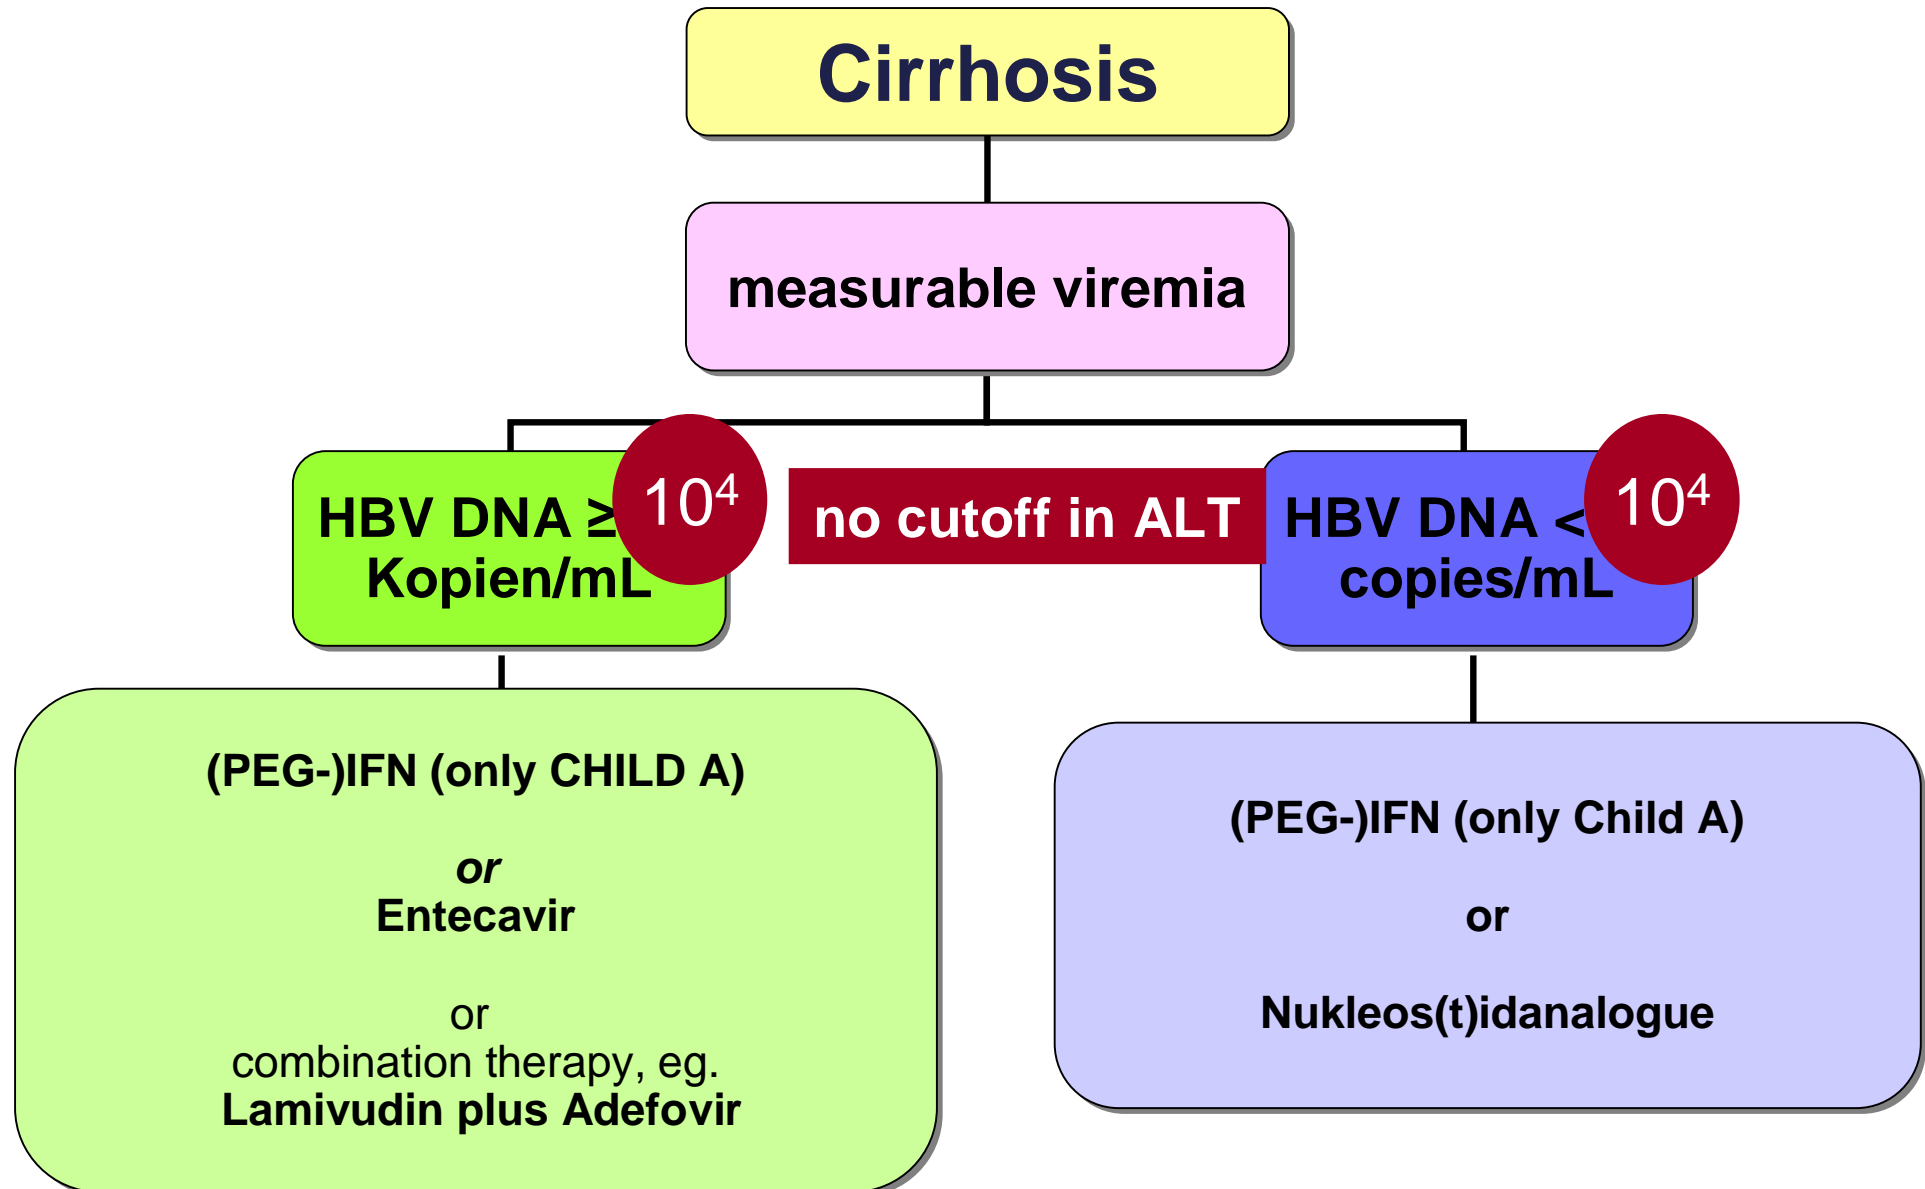 Cirrhosis
measurable viremia
HBV DNA ≥ 10⁴
Kopien/mL
no cutoff in ALT
HBV DNA < 10⁴
copies/mL
(PEG-)IFN (only CHILD A)
or
Entecavir
or
combination therapy, eg.
Lamivudin plus Adefovir
(PEG-)IFN (only Child A)
or
Nukleos(t)idanalogue